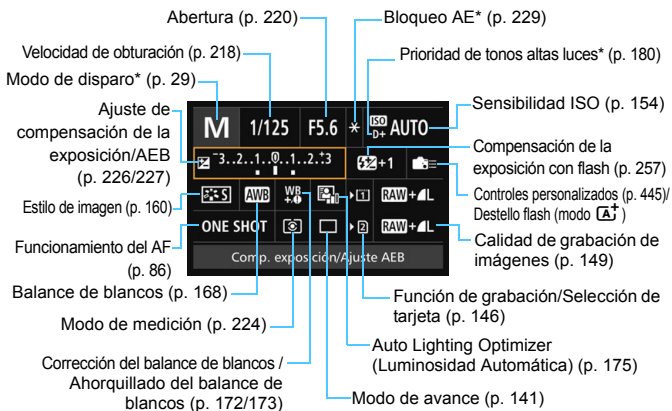 Abertura (p. 220)
Bloqueo AE* (p. 229)
Velocidad de obturación (p. 218)
Prioridad de tonos altas luces* (p. 180)
Modo de disparo* (p. 29)
Ajuste de
compensación de la
exposición/AEB
(p. 226/227)
Sensibilidad ISO (p. 154)
M 1/125 F5.6 * ISO D+ AUTO
-3..2..1..0..1..2.:+3
+1
Compensación de la
exposición con flash (p. 257)
Controles personalizados (p. 445)/
Destello flash (modo A+)
Estilo de imagen (p. 160)
S AWB WB +/- 1 RAW+L
ONE SHOT 2 RAW+L
Funcionamiento del AF
(p. 86)
Calidad de grabación de
imágenes (p. 149)
Comp. exposición/Ajuste AEB
Balance de blancos (p. 168)
Función de grabación/Selección de
tarjeta (p. 146)
Modo de medición (p. 224)
Auto Lighting Optimizer
(Luminosidad Automática) (p. 175)
Corrección del balance de blancos /
Ahorquillado del balance de
blancos (p. 172/173)
Modo de avance (p. 141)